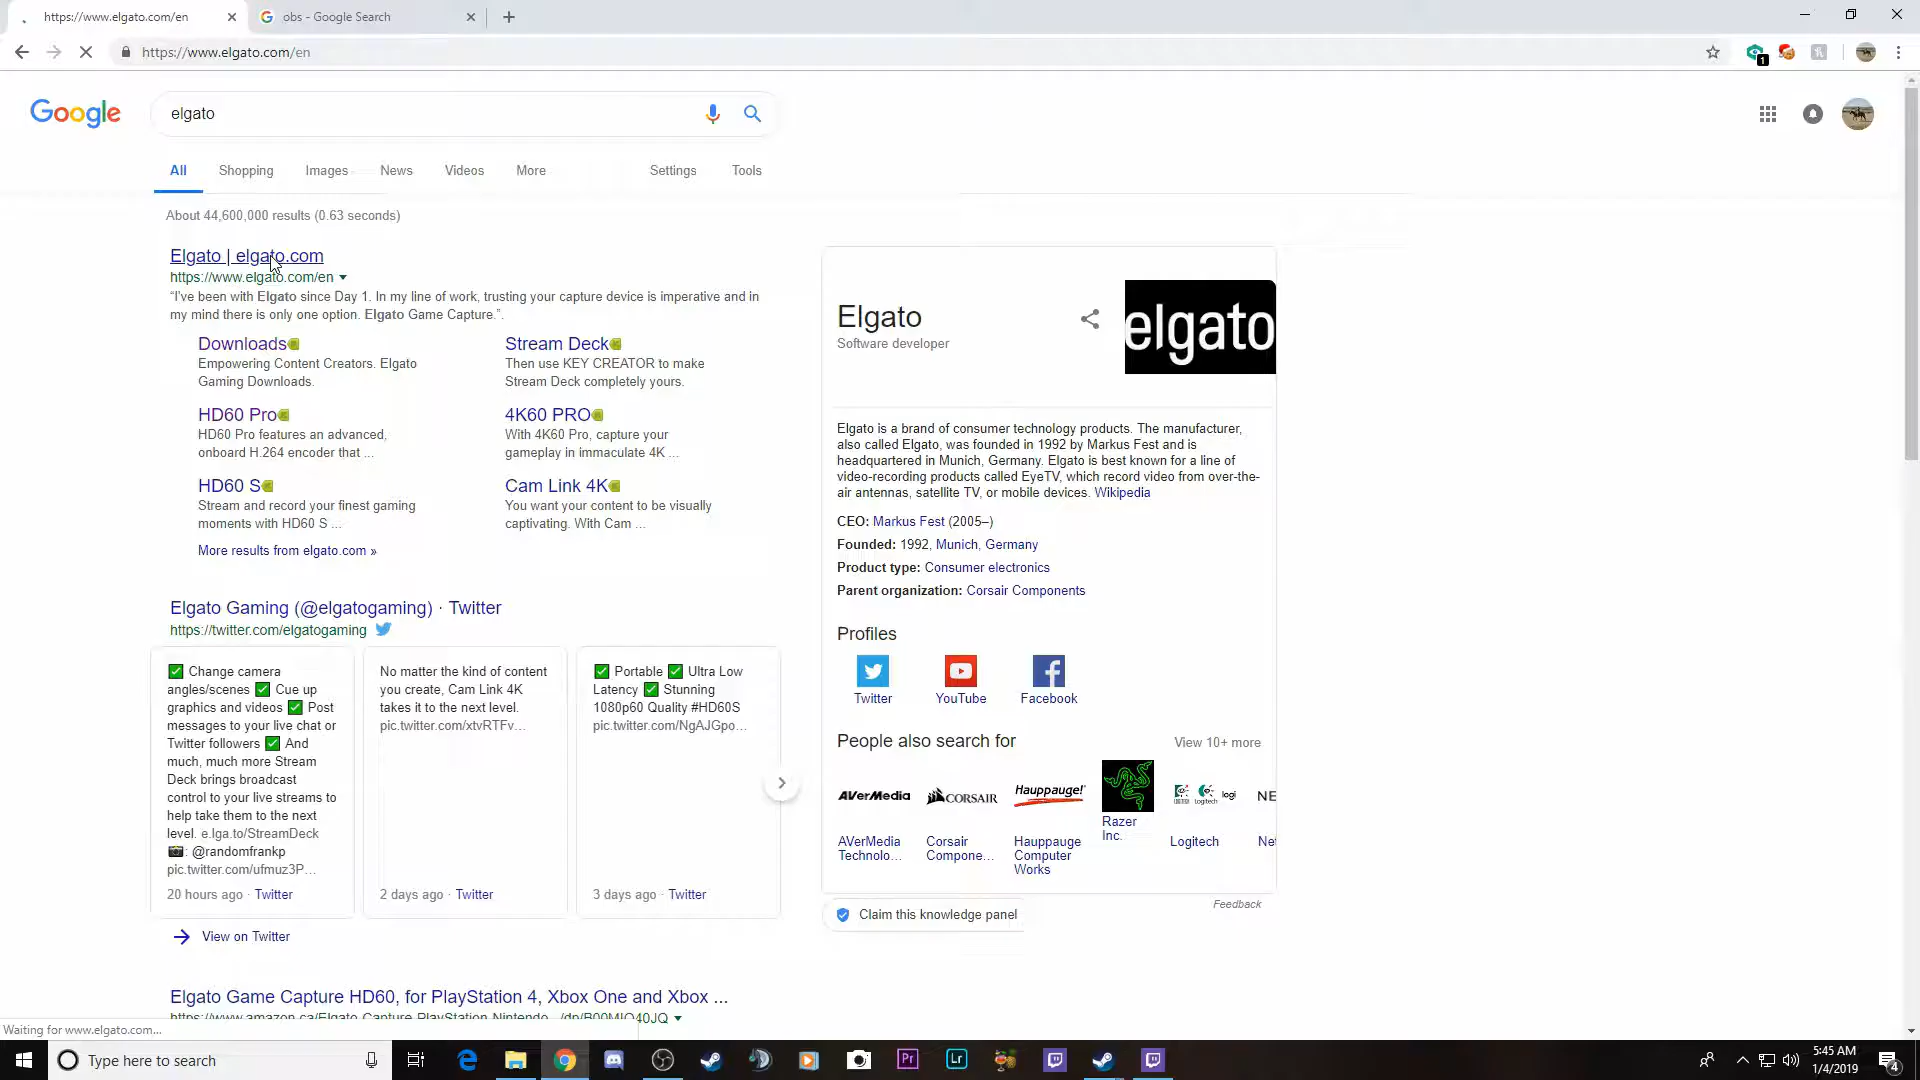 https://www.elgato.com/en
obs - Google Search
https://www.elgato.com/en
1
Google
elgato
All
Shopping
Images
News
Videos
More
Settings
Tools
About 44,600,000 results (0.63 seconds)
Elgato | elgato.com
https://www.elgato.com/en
“I've been with Elgato since Day 1. In my line of work, trusting your capture device is imperative and in
my mind there is only one option. Elgato Game Capture.”.
Downloads
Empowering Content Creators. Elgato
Gaming Downloads.
Stream Deck
Then use KEY CREATOR to make
Stream Deck completely yours.
HD60 Pro
HD60 Pro features an advanced,
onboard H.264 encoder that ...
4K60 PRO
With 4K60 Pro, capture your
gameplay in immaculate 4K ...
HD60 S
Stream and record your finest gaming
moments with HD60 S ...
Cam Link 4K
You want your content to be visually
captivating. With Cam ...
More results from elgato.com »
Elgato Gaming (@elgatogaming) · Twitter
https://twitter.com/elgatogaming
✅ Change camera
angles/scenes ✅ Cue up
graphics and videos ✅ Post
messages to your live chat or
Twitter followers ✅ And
much, much more Stream
Deck brings broadcast
control to your live streams to
help take them to the next
level. e.lga.to/StreamDeck
📸: @randomfrankp
pic.twitter.com/ufmuz3P...
20 hours ago · Twitter
No matter the kind of content
you create, Cam Link 4K
takes it to the next level.
pic.twitter.com/xtvRTFv...
2 days ago · Twitter
✅ Portable ✅ Ultra Low
Latency ✅ Stunning
1080p60 Quality #HD60S
pic.twitter.com/NgAJGpo...
3 days ago · Twitter
View on Twitter
Elgato Game Capture HD60, for PlayStation 4, Xbox One and Xbox ...
https://www.amazon.ca/Elgato-Capture-PlayStation-Nintendo.../dp/B00MIQ40JQ
Waiting for www.elgato.com...
Elgato
Software developer
elgato
Elgato is a brand of consumer technology products. The manufacturer,
also called Elgato, was founded in 1992 by Markus Fest and is
headquartered in Munich, Germany. Elgato is best known for a line of
video-recording products called EyeTV, which record video from over-the-
air antennas, satellite TV, or mobile devices. Wikipedia
CEO: Markus Fest (2005–)
Founded: 1992, Munich, Germany
Product type: Consumer electronics
Parent organization: Corsair Components
Profiles
Twitter
YouTube
Facebook
People also search for
View 10+ more
AVerMedia
CORSAIR
Hauppauge!
logi
NE
AVerMedia
Technolo...
Corsair
Compone...
Hauppauge
Computer
Works
Razer
Inc.
Logitech
Net
Feedback
Claim this knowledge panel
Type here to search
Pr
Lr
5:45 AM
1/4/2019
4